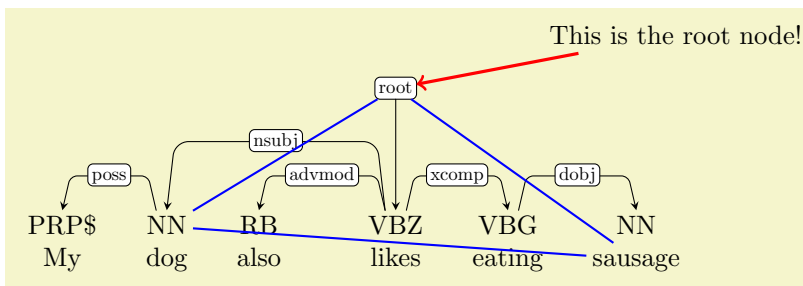 This is the root node!
root
nsubj
poss advmod xcomp dobj
PRP$ NN RB VBZ VBG NN
My dog also likes eating sausage